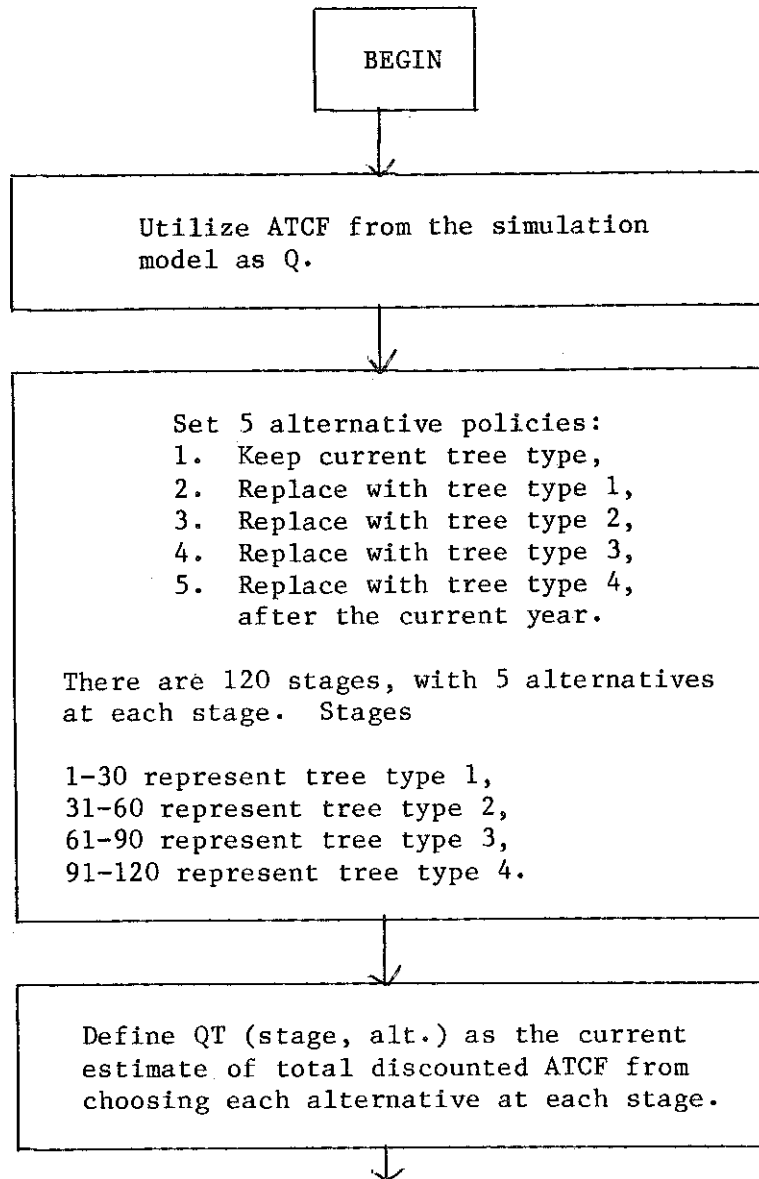 BEGIN
Utilize ATCF from the simulation
model as Q.
Set 5 alternative policies:
1. Keep current tree type,
2. Replace with tree type 1,
3. Replace with tree type 2,
4. Replace with tree type 3,
5. Replace with tree type 4,
after the current year.
There are 120 stages, with 5 alternatives
at each stage. Stages
1-30 represent tree type 1,
31-60 represent tree type 2,
61-90 represent tree type 3,
91-120 represent tree type 4.
Define QT (stage, alt.) as the current
estimate of total discounted ATCF from
choosing each alternative at each stage.